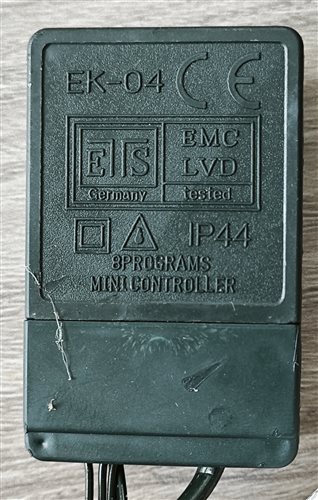 EK-04 CE
ETS EMC
LVD
Germany tested
IP44
8PROGRAMS
MINI CONTROLLER